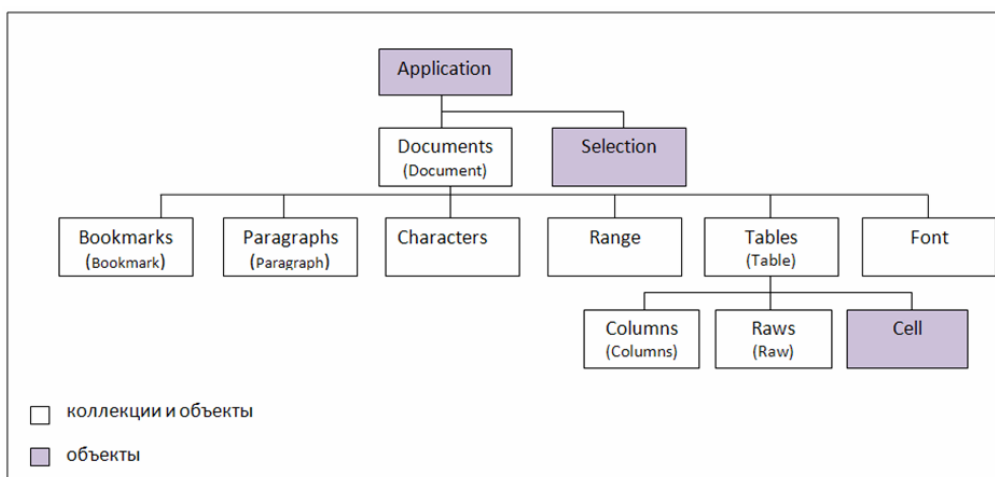 Application
Documents
(Document)
Selection
Bookmarks
(Bookmark)
Paragraphs
(Paragraph)
Characters
Range
Tables
(Table)
Font
Columns
(Columns)
Raws
(Raw)
Cell
коллекции и объекты
объекты